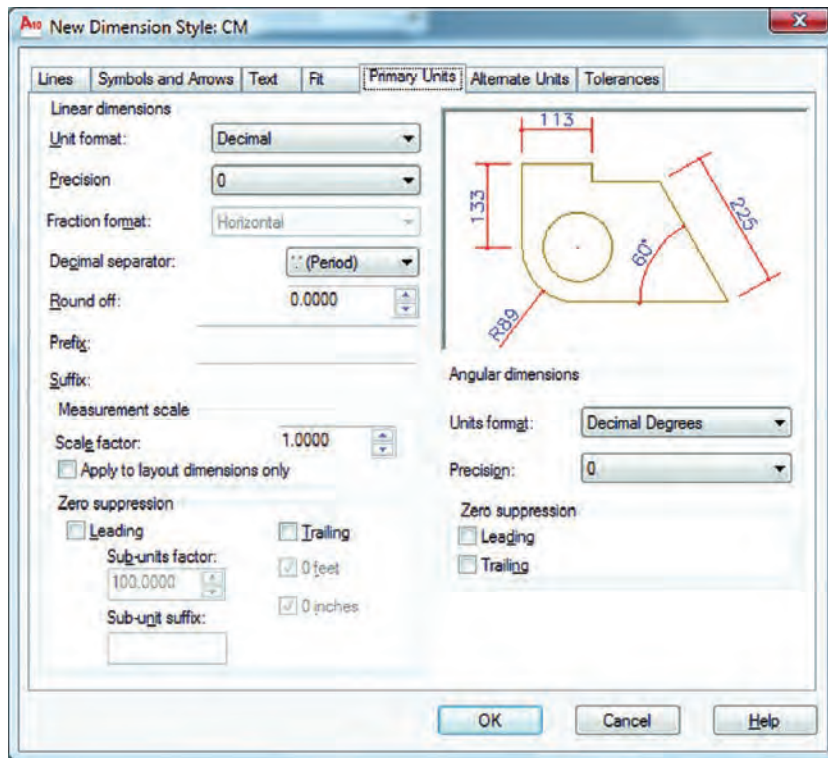 A10 New Dimension Style: CM
Lines Symbols and Arrows Text Fit Primary Units Alternate Units Tolerances
Linear dimensions
Unit format: Decimal
Precision 0
Fraction format: Horizontal
Decimal separator: '.' (Period)
Round off: 0.0000
Prefix:
Suffix:
Measurement scale
Scale factor: 1.0000
Apply to layout dimensions only
Zero suppression
Leading
Trailing
Sub-units factor:
100.0000
0 feet
0 inches
Sub-unit suffix:
113
133
225
60°
R89
Angular dimensions
Units format: Decimal Degrees
Precision: 0
Zero suppression
Leading
Trailing
OK Cancel Help